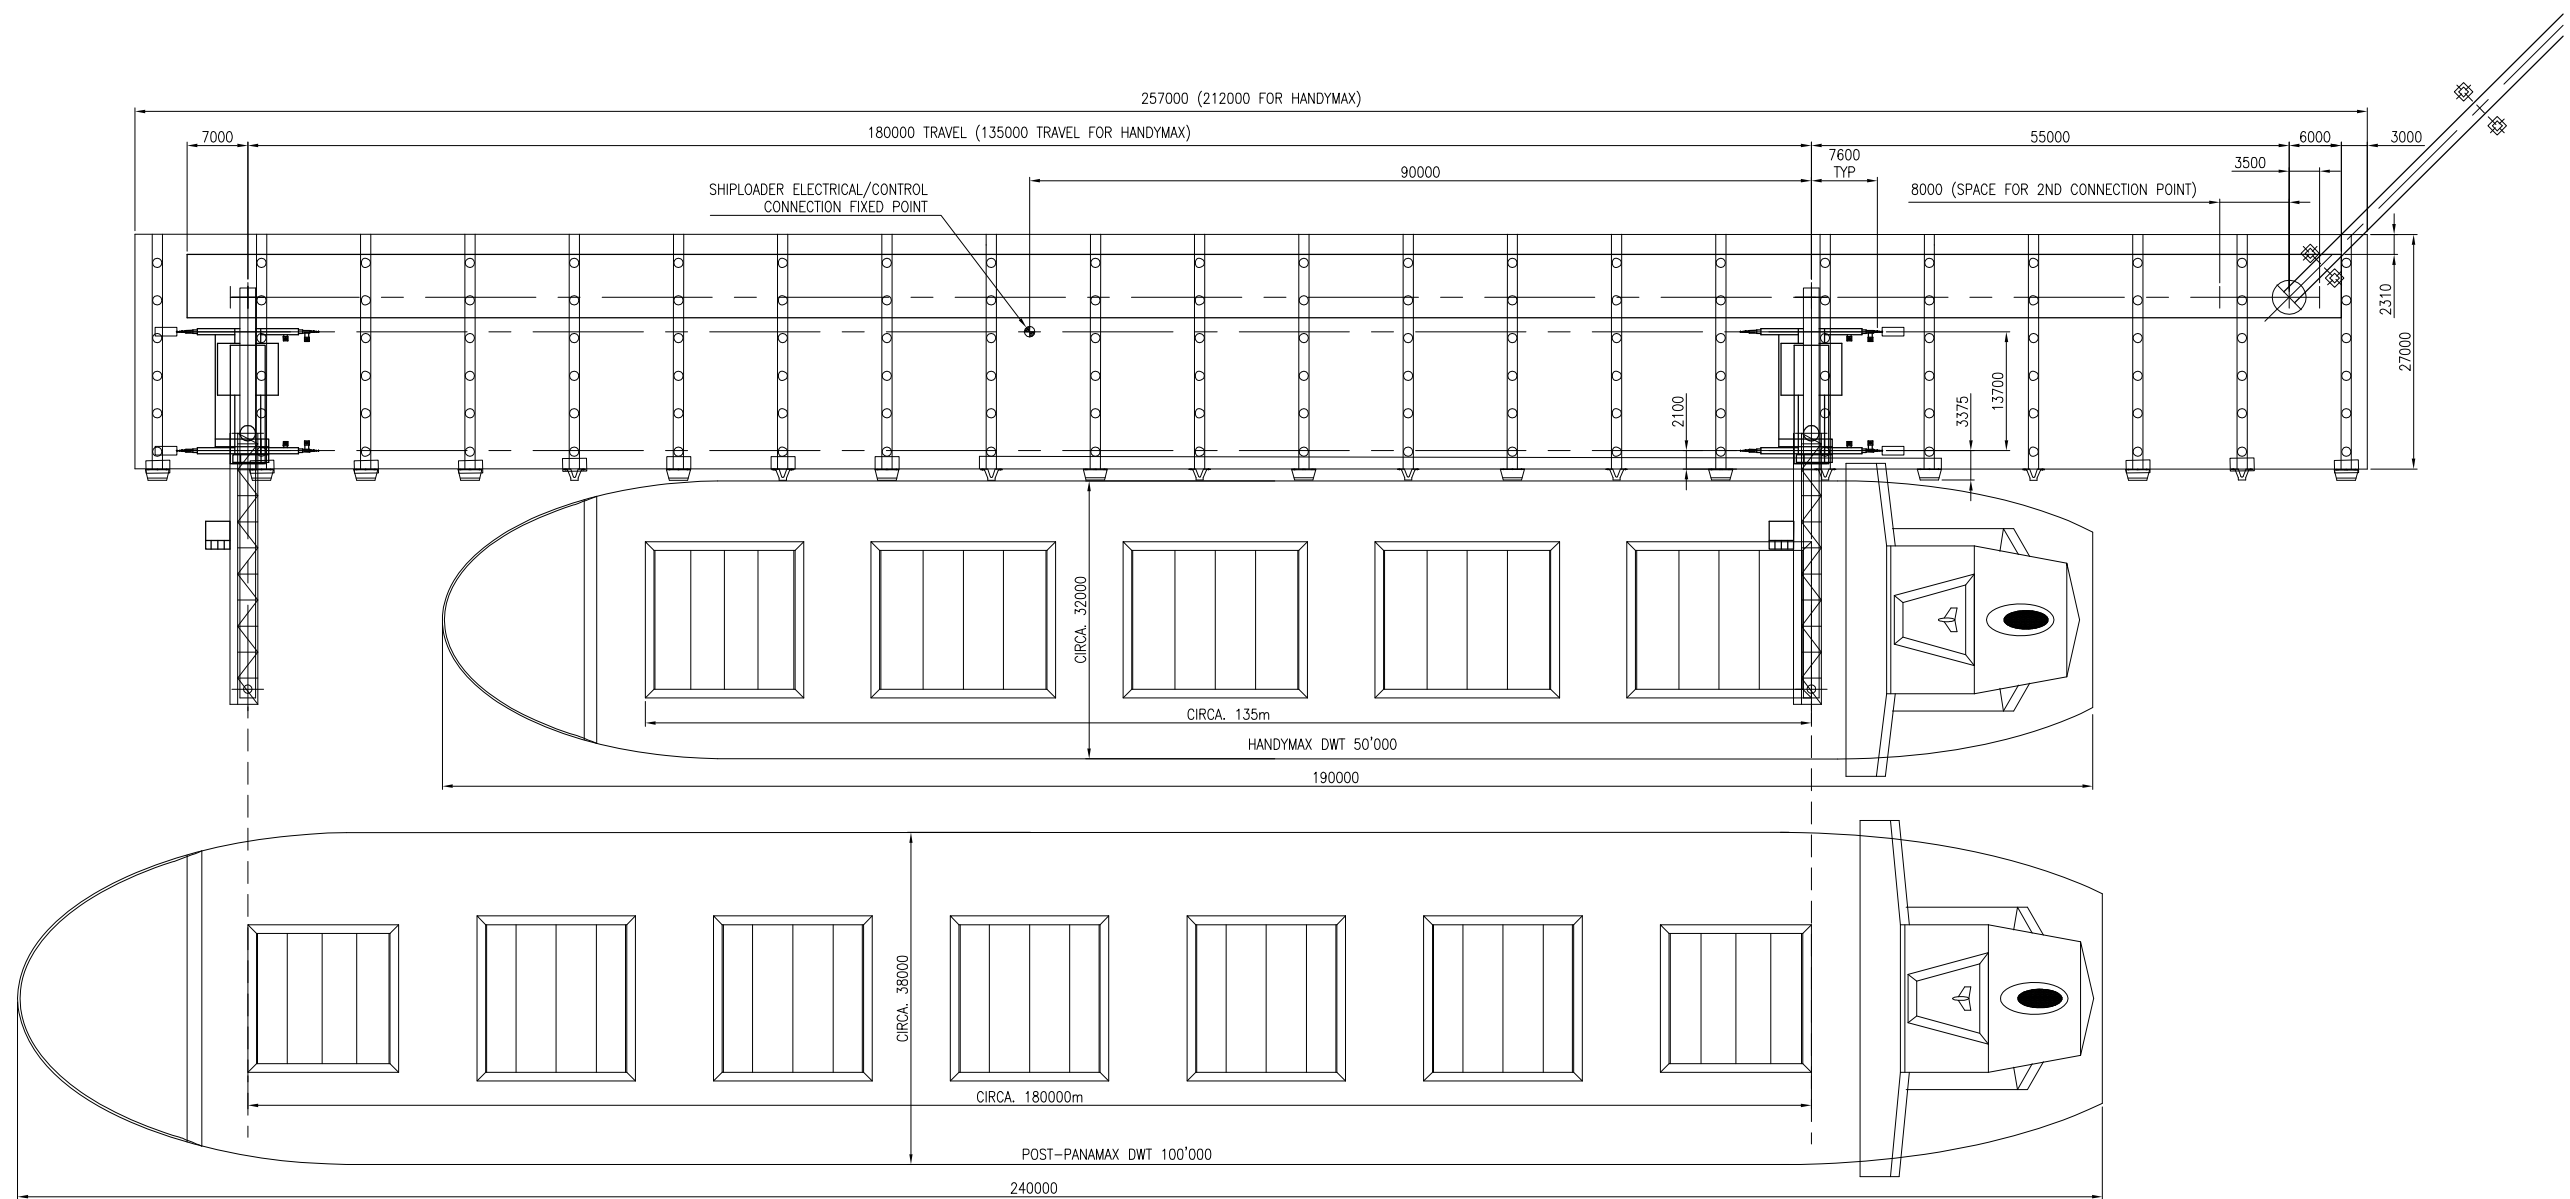 257000 (212000 FOR HANDYMAX)
7000
180000 TRAVEL (135000 TRAVEL FOR HANDYMAX)
55000
6000
3000
7600
TYP
3500
90000
8000 (SPACE FOR 2ND CONNECTION POINT)
SHIPLOADER ELECTRICAL/CONTROL
CONNECTION FIXED POINT
2310
27000
13700
2100
3375
CIRCA. 32000
CIRCA. 135m
HANDYMAX DWT 50'000
190000
CIRCA. 38000
CIRCA. 180000m
POST-PANAMAX DWT 100'000
240000